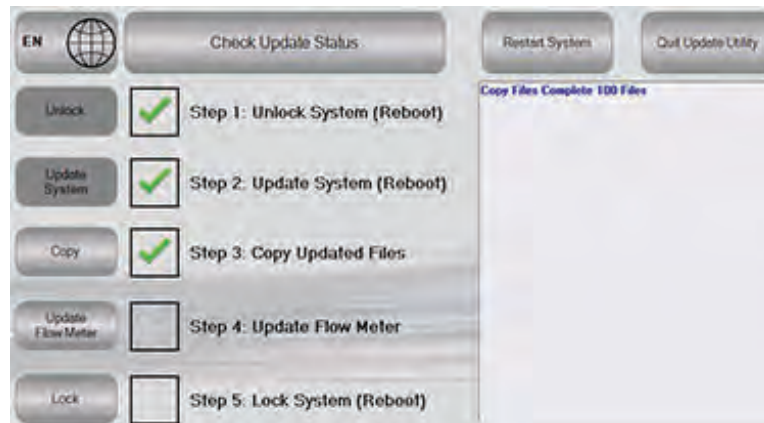 EN
Check Update Status
Restart System
Quit Update Utility
Copy Files Complete 100 Files
Unlock
Step 1: Unlock System (Reboot)
Update
System
Step 2: Update System (Reboot)
Copy
Step 3: Copy Updated Files
Update
Flow Meter
Step 4: Update Flow Meter
Lock
Step 5: Lock System (Reboot)